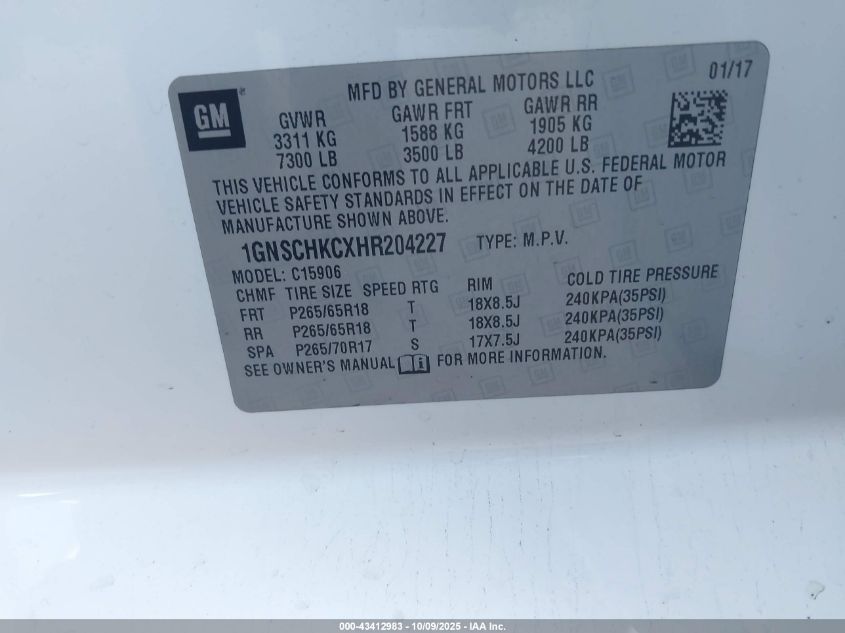 MFD BY GENERAL MOTORS LLC 01/17
GM
GVWR GAWR FRT GAWR RR
3311 KG 1588 KG 1905 KG
7300 LB 3500 LB 4200 LB
THIS VEHICLE CONFORMS TO ALL APPLICABLE U.S. FEDERAL MOTOR
VEHICLE SAFETY STANDARDS IN EFFECT ON THE DATE OF
MANUFACTURE SHOWN ABOVE.
1GNSCHKCXHR204227 TYPE: M.P.V.
MODEL: C15906
CHMF TIRE SIZE SPEED RTG RIM COLD TIRE PRESSURE
FRT P265/65R18 T 18X8.5J 240KPA(35PSI)
RR P265/65R18 T 18X8.5J 240KPA(35PSI)
SPA P265/70R17 S 17X7.5J 240KPA(35PSI)
SEE OWNER'S MANUAL i FOR MORE INFORMATION.
000-43412983 - 10/09/2025 - IAA Inc.